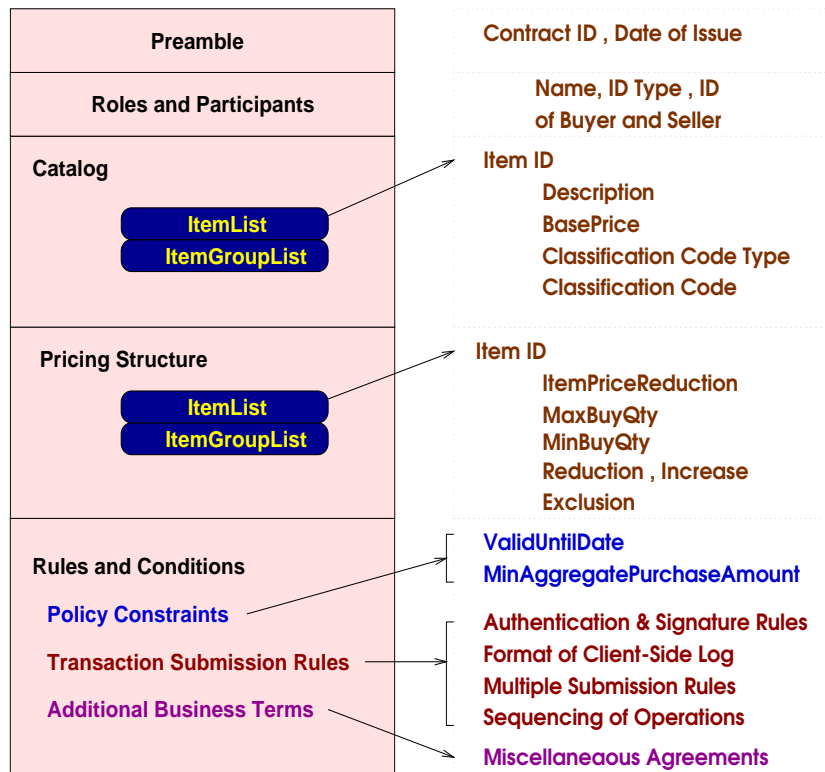 Preamble
Contract ID , Date of Issue
Roles and Participants
Name, ID Type , ID
of Buyer and Seller
Catalog
ItemList
ItemGroupList
Item ID
Description
BasePrice
Classification Code Type
Classification Code
Pricing Structure
ItemList
ItemGroupList
Item ID
ItemPriceReduction
MaxBuyQty
MinBuyQty
Reduction , Increase
Exclusion
Rules and Conditions
Policy Constraints
ValidUntilDate
MinAggregatePurchaseAmount
Transaction Submission Rules
Authentication & Signature Rules
Format of Client-Side Log
Multiple Submission Rules
Sequencing of Operations
Additional Business Terms
Miscellaneaous Agreements